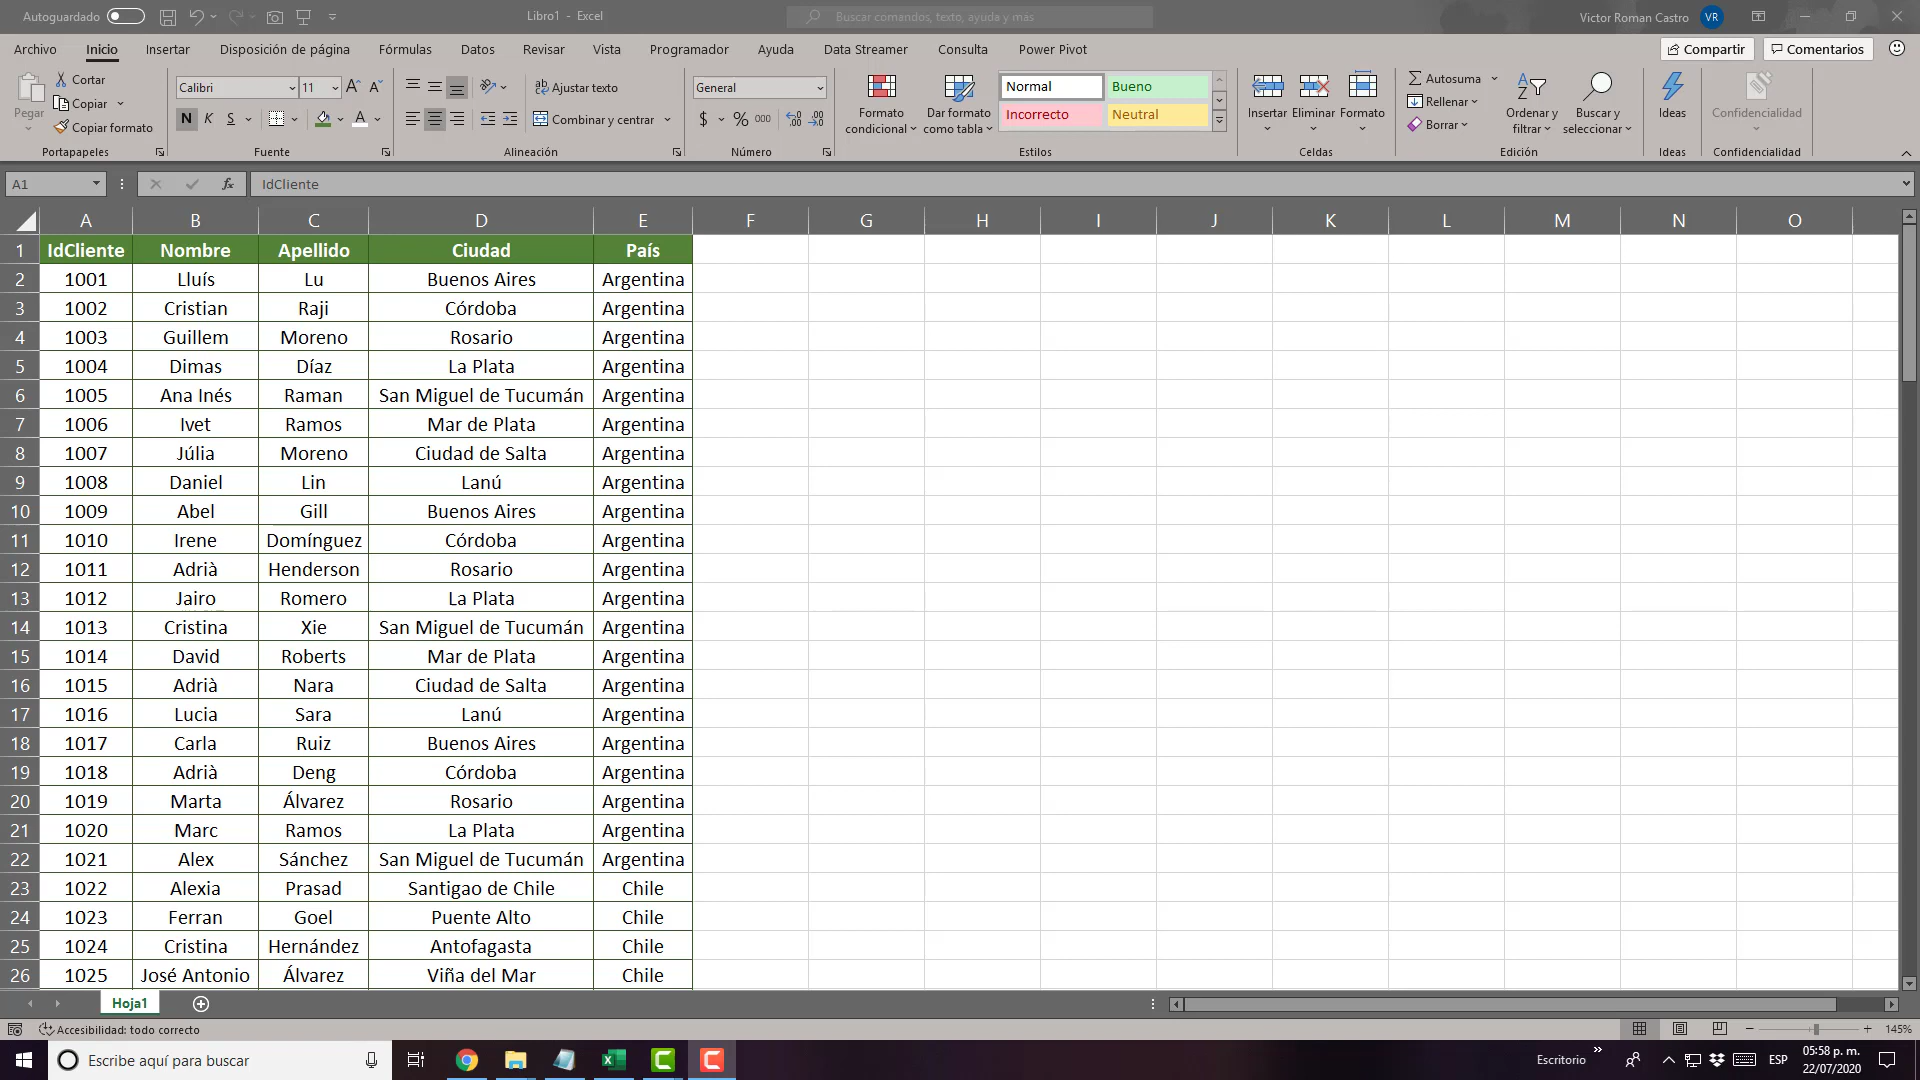 Autoguardado
Libro1 - Excel
Buscar comandos, texto, ayuda y más
Victor Roman Castro VR
Archivo Inicio Insertar Disposición de página Fórmulas Datos Revisar Vista Programador Ayuda Data Streamer Consulta Power Pivot
Compartir Comentarios
Pegar
Cortar
Copiar
Copiar formato
Portapapeles
Calibri 11
N K S
Fuente
Ajustar texto
Combinar y centrar
Alineación
General
$ % 000
Número
Formato condicional
Dar formato como tabla
Normal Bueno
Incorrecto Neutral
Estilos
Insertar Eliminar Formato
Celdas
Autosuma
Rellenar
Borrar
Ordenar y filtrar
Buscar y seleccionar
Edición
Ideas
Ideas
Confidencialidad
Confidencialidad
A1 fx IdCliente
A B C D E F G H I J K L M N O
1 IdCliente Nombre Apellido Ciudad País
2 1001 Lluís Lu Buenos Aires Argentina
3 1002 Cristian Raji Córdoba Argentina
4 1003 Guillem Moreno Rosario Argentina
5 1004 Dimas Díaz La Plata Argentina
6 1005 Ana Inés Raman San Miguel de Tucumán Argentina
7 1006 Ivet Ramos Mar de Plata Argentina
8 1007 Júlia Moreno Ciudad de Salta Argentina
9 1008 Daniel Lin Lanú Argentina
10 1009 Abel Gill Buenos Aires Argentina
11 1010 Irene Domínguez Córdoba Argentina
12 1011 Adrià Henderson Rosario Argentina
13 1012 Jairo Romero La Plata Argentina
14 1013 Cristina Xie San Miguel de Tucumán Argentina
15 1014 David Roberts Mar de Plata Argentina
16 1015 Adrià Nara Ciudad de Salta Argentina
17 1016 Lucia Sara Lanú Argentina
18 1017 Carla Ruiz Buenos Aires Argentina
19 1018 Adrià Deng Córdoba Argentina
20 1019 Marta Álvarez Rosario Argentina
21 1020 Marc Ramos La Plata Argentina
22 1021 Alex Sánchez San Miguel de Tucumán Argentina
23 1022 Alexia Prasad Santigao de Chile Chile
24 1023 Ferran Goel Puente Alto Chile
25 1024 Cristina Hernández Antofagasta Chile
26 1025 José Antonio Álvarez Viña del Mar Chile
Hoja1
Accesibilidad: todo correcto
145%
Escribe aquí para buscar
Escritorio
ESP
05:58 p. m.
22/07/2020